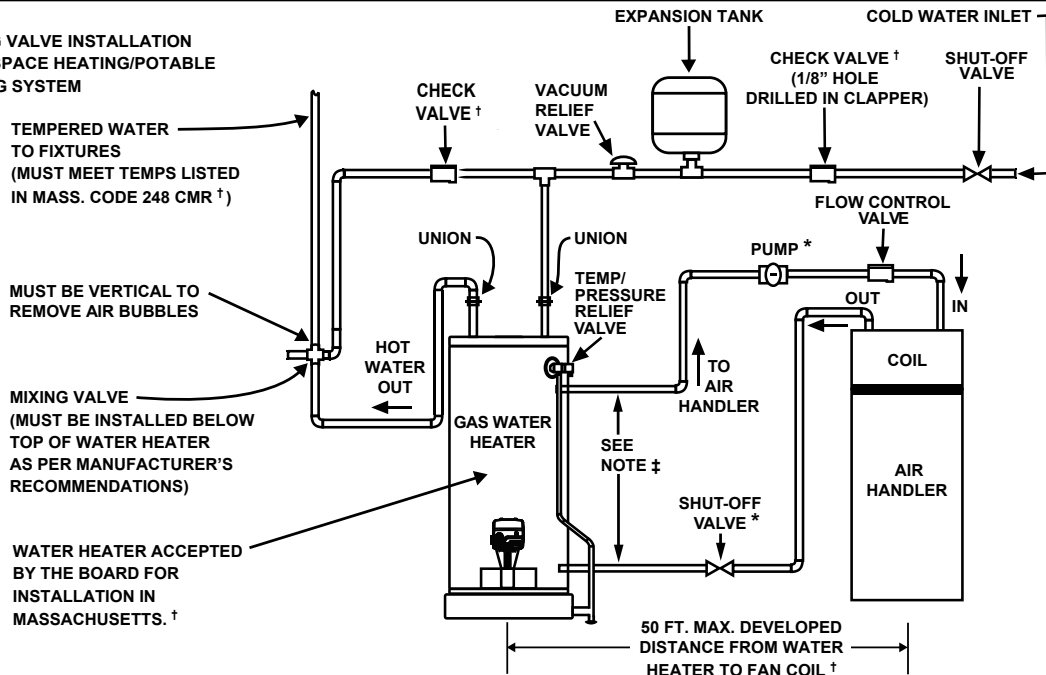 G VALVE INSTALLATION
SPACE HEATING/POTABLE
G SYSTEM
EXPANSION TANK
COLD WATER INLET
CHECK
VALVE †
VACUUM
RELIEF
VALVE
CHECK VALVE †
(1/8” HOLE
DRILLED IN CLAPPER)
SHUT-OFF
VALVE
TEMPERED WATER
TO FIXTURES
(MUST MEET TEMPS LISTED
IN MASS. CODE 248 CMR †)
FLOW CONTROL
VALVE
UNION
UNION
PUMP *
TEMP/
PRESSURE
RELIEF
VALVE
OUT
IN
MUST BE VERTICAL TO
REMOVE AIR BUBBLES
HOT
WATER
OUT
TO
AIR
HANDLER
COIL
MIXING VALVE
(MUST BE INSTALLED BELOW
TOP OF WATER HEATER
AS PER MANUFACTURER’S
RECOMMENDATIONS)
GAS WATER
HEATER
SEE
NOTE ‡
AIR
HANDLER
SHUT-OFF
VALVE *
WATER HEATER ACCEPTED
BY THE BOARD FOR
INSTALLATION IN
MASSACHUSETTS. †
50 FT. MAX. DEVELOPED
DISTANCE FROM WATER
HEATER TO FAN COIL †